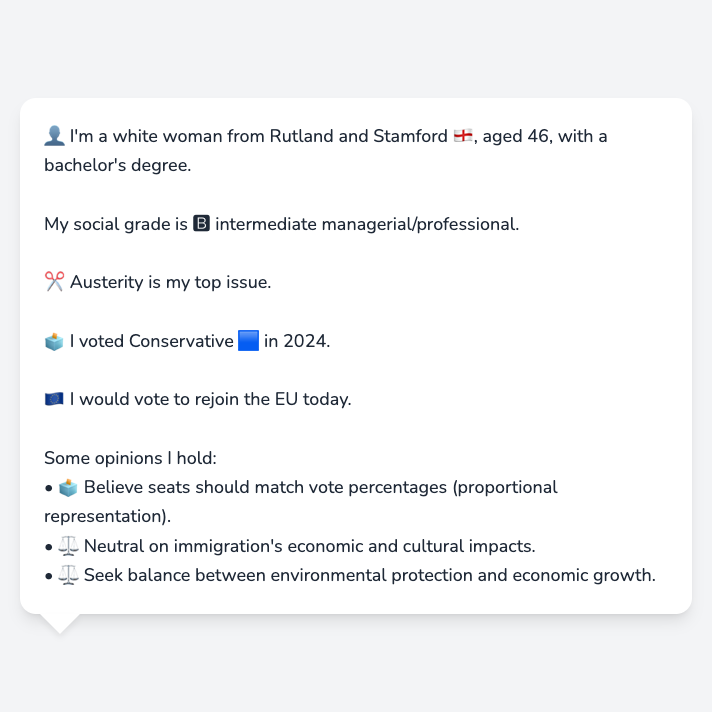 👤 I'm a white woman from Rutland and Stamford 🏴󠁧󠁢󠁥󠁮󠁧󠁿, aged 46, with a
bachelor's degree.
My social grade is 🅱 intermediate managerial/professional.
✂️ Austerity is my top issue.
🗳️ I voted Conservative 🟦 in 2024.
🇪🇺 I would vote to rejoin the EU today.
Some opinions I hold:
• 🗳️ Believe seats should match vote percentages (proportional
representation).
• ⚖️ Neutral on immigration's economic and cultural impacts.
• ⚖️ Seek balance between environmental protection and economic growth.